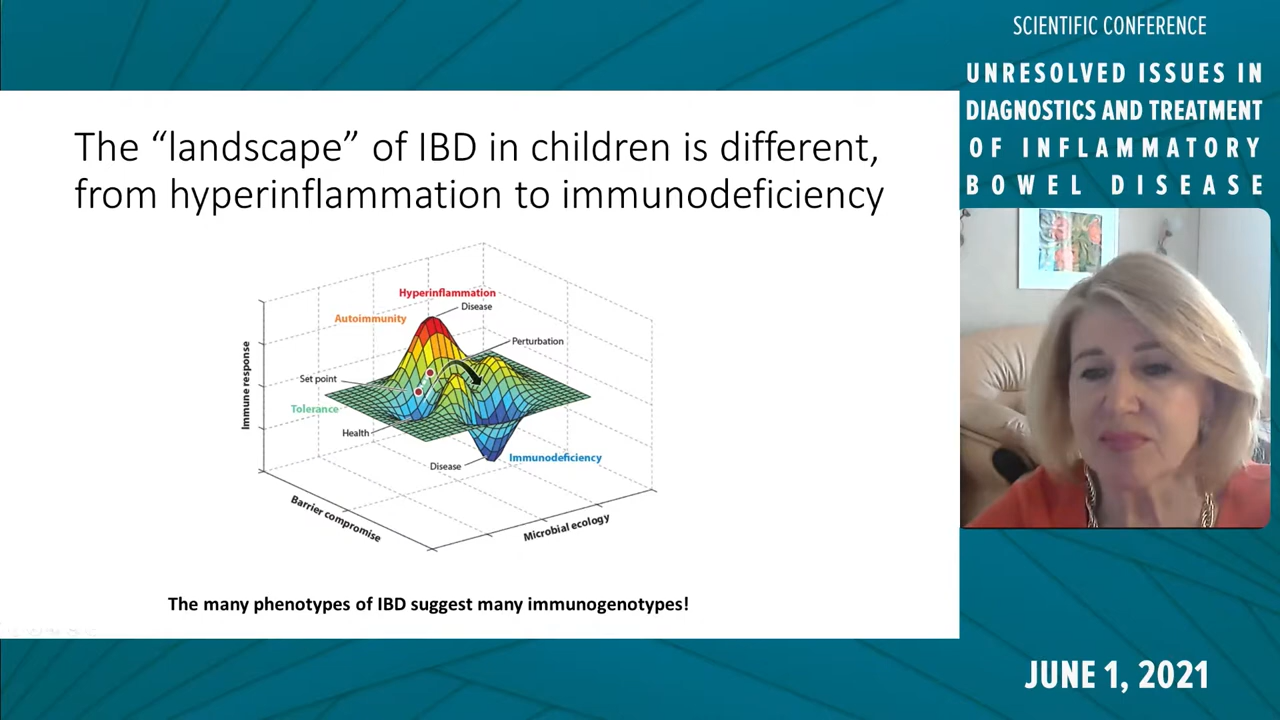 SCIENTIFIC CONFERENCE
UNRESOLVED ISSUES IN
DIAGNOSTICS AND TREATMENT
OF INFLAMMATORY
BOWEL DISEASE
The “landscape” of IBD in children is different,
from hyperinflammation to immunodeficiency
Hyperinflammation
Disease
Autoimmunity
Perturbation
Set point
Tolerance
Health
Disease
Immunodeficiency
Immune response
Barrier compromise
Microbial ecology
The many phenotypes of IBD suggest many immunogenotypes!
JUNE 1, 2021